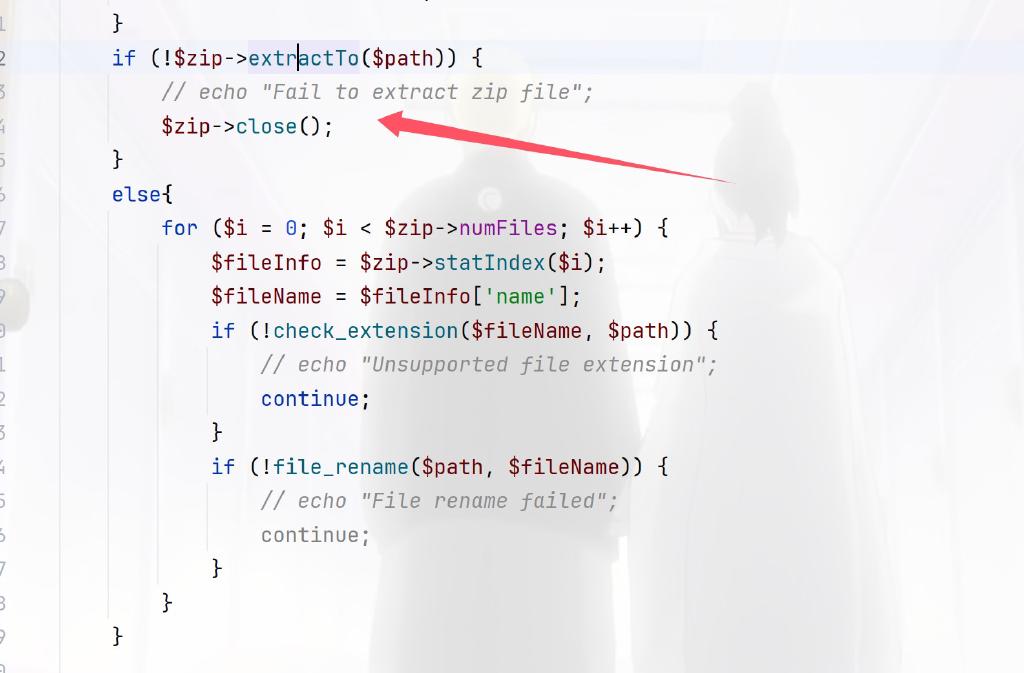 }
if (!$zip->extractTo($path)) {
// echo "Fail to extract zip file";
$zip->close();
}
else{
for ($i = 0; $i < $zip->numFiles; $i++) {
$fileInfo = $zip->statIndex($i);
$fileName = $fileInfo['name'];
if (!check_extension($fileName, $path)) {
// echo "Unsupported file extension";
continue;
}
if (!file_rename($path, $fileName)) {
// echo "File rename failed";
continue;
}
}
}